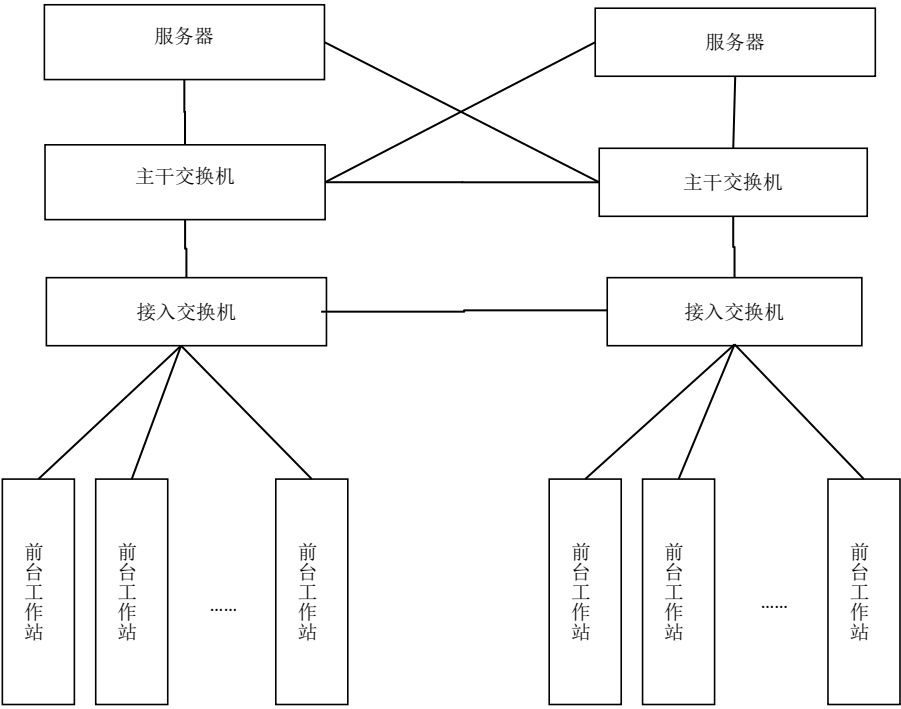 服务器
服务器
主干交换机
主干交换机
接入交换机
接入交换机
前台工作站
前台工作站
……
前台工作站
前台工作站
前台工作站
……
前台工作站